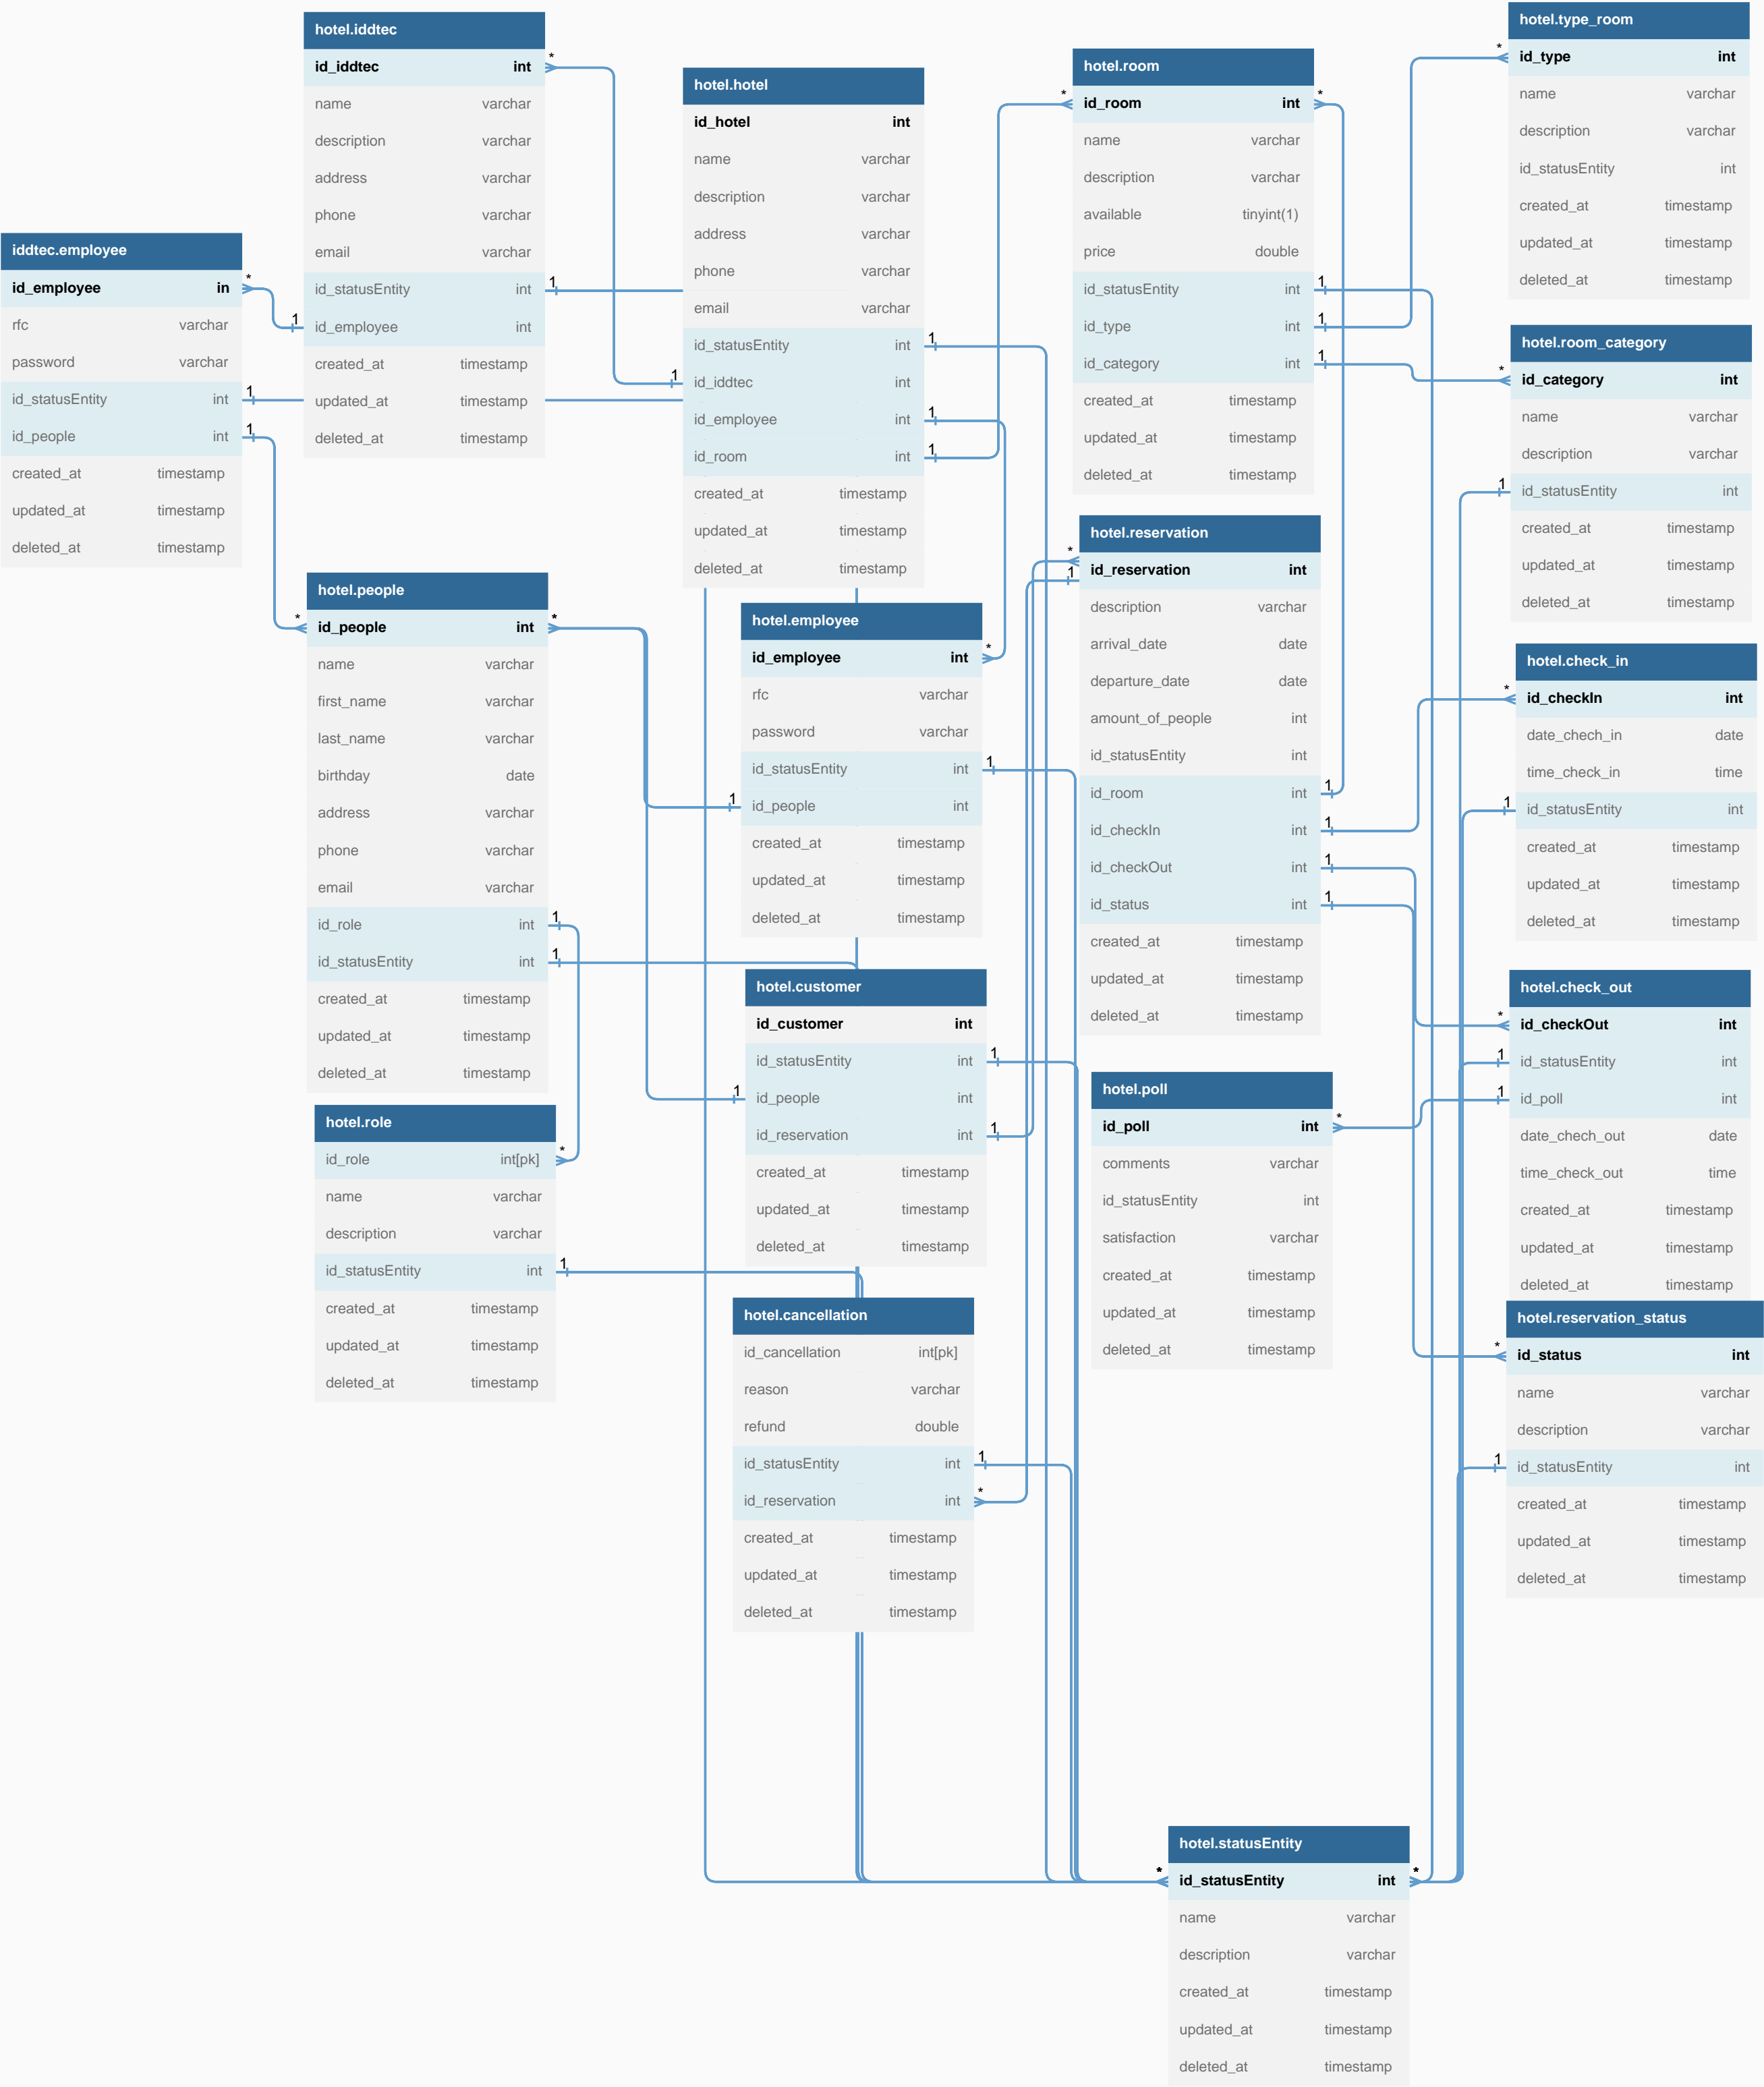 hotel.iddtec
id_iddtec int
name varchar
description varchar
address varchar
phone varchar
email varchar
id_statusEntity int
id_employee int
created_at timestamp
updated_at timestamp
deleted_at timestamp
iddtec.employee
id_employee in
rfc varchar
password varchar
id_statusEntity int
id_people int
created_at timestamp
updated_at timestamp
deleted_at timestamp
hotel.hotel
id_hotel int
name varchar
description varchar
address varchar
phone varchar
email varchar
id_statusEntity int
id_iddtec int
id_employee int
id_room int
created_at timestamp
updated_at timestamp
deleted_at timestamp
hotel.room
id_room int
name varchar
description varchar
available tinyint(1)
price double
id_statusEntity int
id_type int
id_category int
created_at timestamp
updated_at timestamp
deleted_at timestamp
hotel.type_room
id_type int
name varchar
description varchar
id_statusEntity int
created_at timestamp
updated_at timestamp
deleted_at timestamp
hotel.room_category
id_category int
name varchar
description varchar
id_statusEntity int
created_at timestamp
updated_at timestamp
deleted_at timestamp
hotel.people
id_people int
name varchar
first_name varchar
last_name varchar
birthday date
address varchar
phone varchar
email varchar
id_role int
id_statusEntity int
created_at timestamp
updated_at timestamp
deleted_at timestamp
hotel.employee
id_employee int
rfc varchar
password varchar
id_statusEntity int
id_people int
created_at timestamp
updated_at timestamp
deleted_at timestamp
hotel.reservation
id_reservation int
description varchar
arrival_date date
departure_date date
amount_of_people int
id_statusEntity int
id_room int
id_checkIn int
id_checkOut int
id_status int
created_at timestamp
updated_at timestamp
deleted_at timestamp
hotel.check_in
id_checkIn int
date_chech_in date
time_check_in time
id_statusEntity int
created_at timestamp
updated_at timestamp
deleted_at timestamp
hotel.customer
id_customer int
id_statusEntity int
id_people int
id_reservation int
created_at timestamp
updated_at timestamp
deleted_at timestamp
hotel.check_out
id_checkOut int
id_statusEntity int
id_poll int
date_chech_out date
time_check_out time
created_at timestamp
updated_at timestamp
deleted_at timestamp
hotel.role
id_role int[pk]
name varchar
description varchar
id_statusEntity int
created_at timestamp
updated_at timestamp
deleted_at timestamp
hotel.poll
id_poll int
comments varchar
id_statusEntity int
satisfaction varchar
created_at timestamp
updated_at timestamp
deleted_at timestamp
hotel.cancellation
id_cancellation int[pk]
reason varchar
refund double
id_statusEntity int
id_reservation int
created_at timestamp
updated_at timestamp
deleted_at timestamp
hotel.reservation_status
id_status int
name varchar
description varchar
id_statusEntity int
created_at timestamp
updated_at timestamp
deleted_at timestamp
hotel.statusEntity
id_statusEntity int
name varchar
description varchar
created_at timestamp
updated_at timestamp
deleted_at timestamp